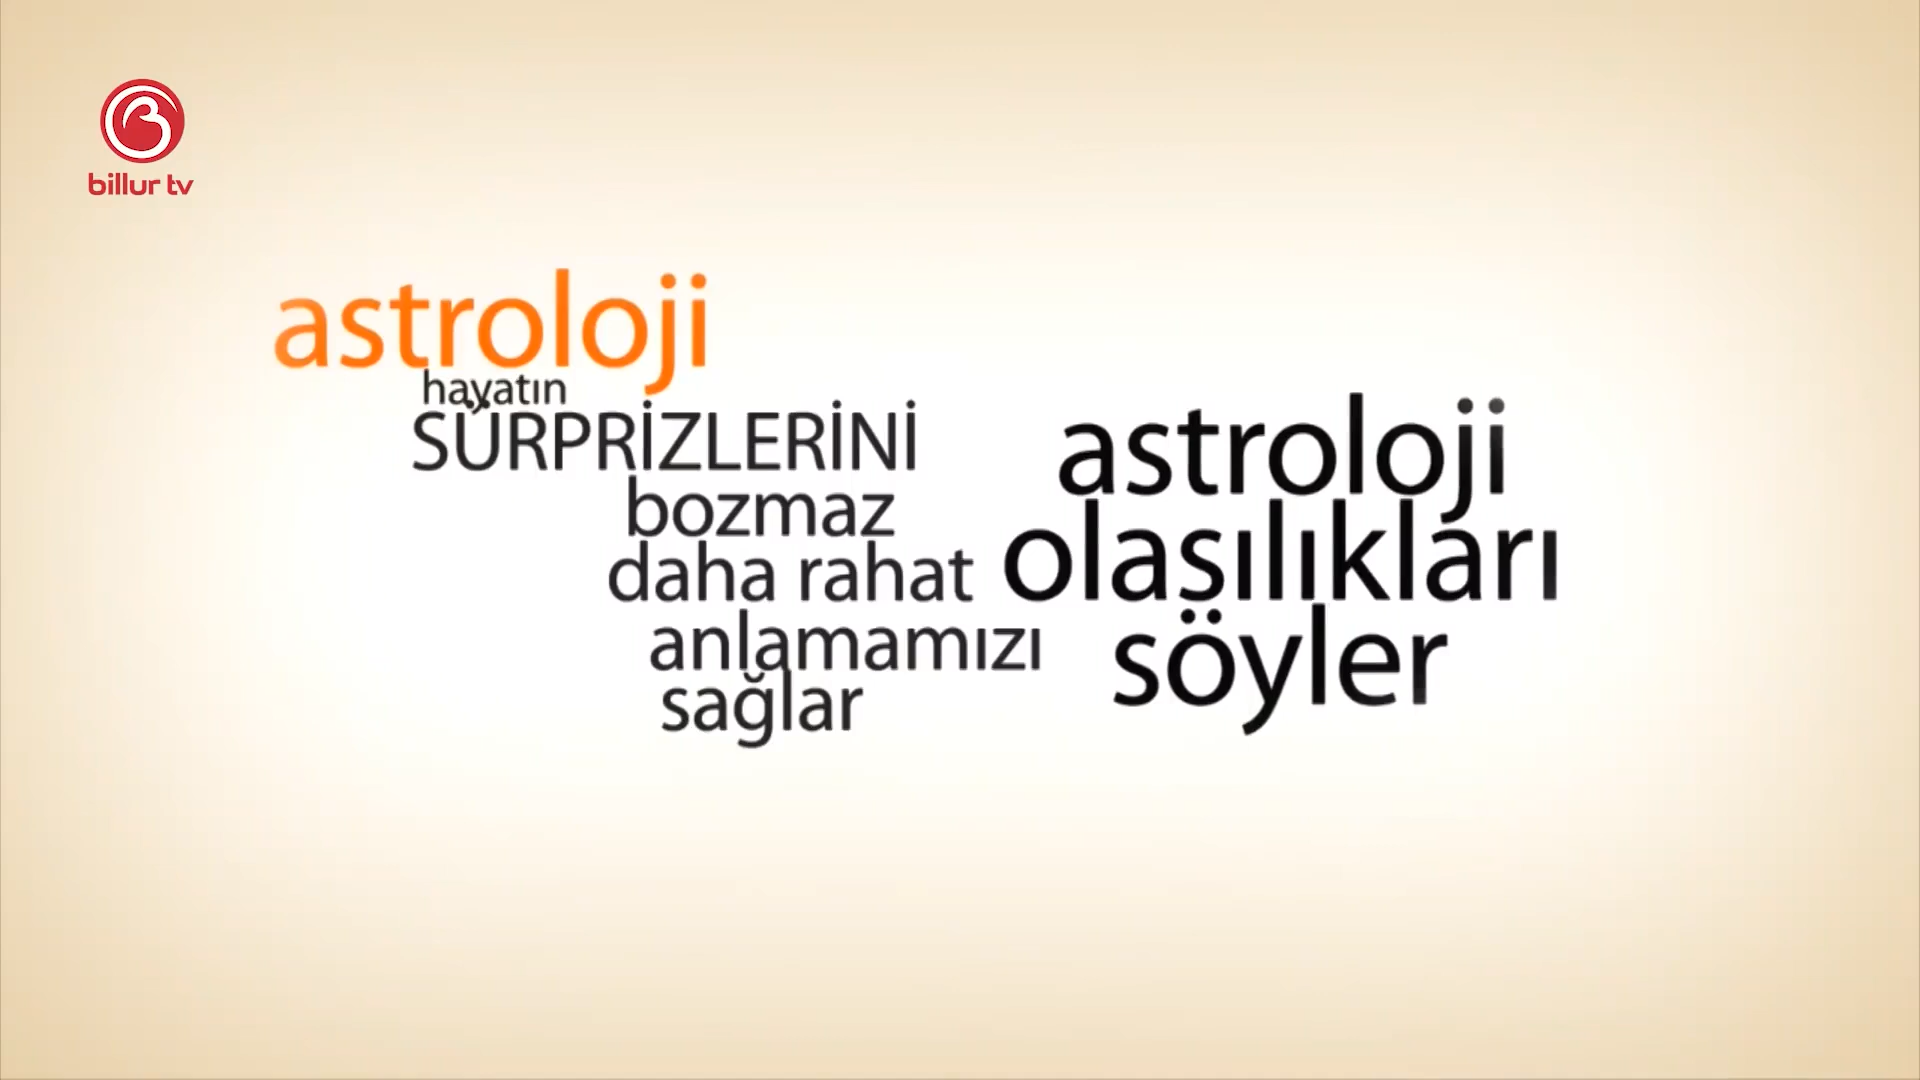 billur tv
astroloji
hayatın
SÜRPRİZLERİNİ
bozmaz
daha rahat
anlamamızı
sağlar
astroloji
olasılıkları
söyler